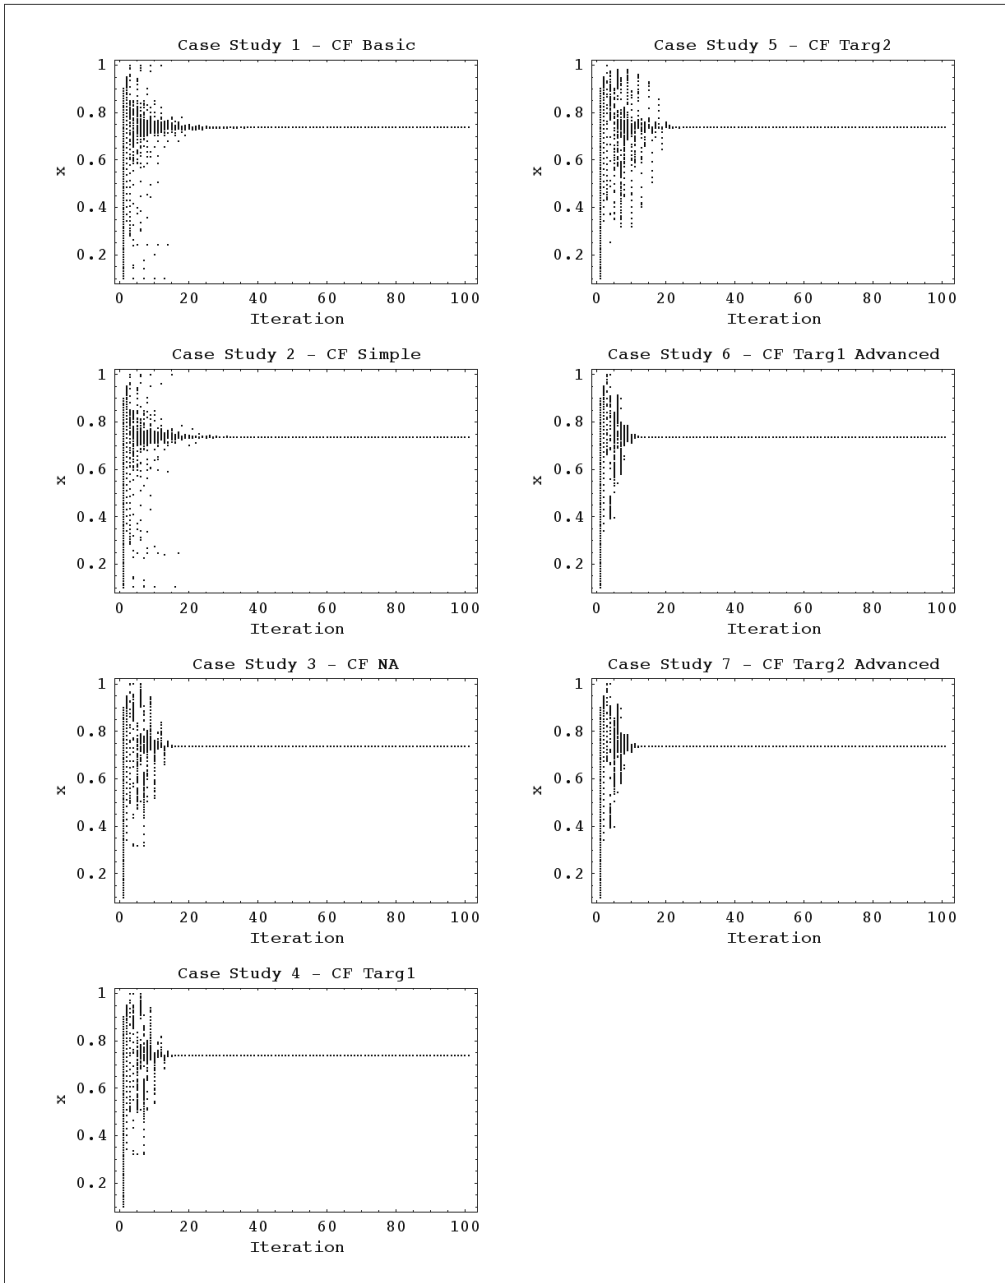 Case Study 1 - CF Basic
1
0.8
0.6
x
0.4
0.2
0 20 40 60 80 100
Iteration
Case Study 2 - CF Simple
1
0.8
0.6
x
0.4
0.2
0 20 40 60 80 100
Iteration
Case Study 3 - CF NA
1
0.8
0.6
x
0.4
0.2
0 20 40 60 80 100
Iteration
Case Study 4 - CF Targ1
1
0.8
0.6
x
0.4
0.2
0 20 40 60 80 100
Iteration
Case Study 5 - CF Targ2
1
0.8
0.6
x
0.4
0.2
0 20 40 60 80 100
Iteration
Case Study 6 - CF Targ1 Advanced
1
0.8
0.6
x
0.4
0.2
0 20 40 60 80 100
Iteration
Case Study 7 - CF Targ2 Advanced
1
0.8
0.6
x
0.4
0.2
0 20 40 60 80 100
Iteration